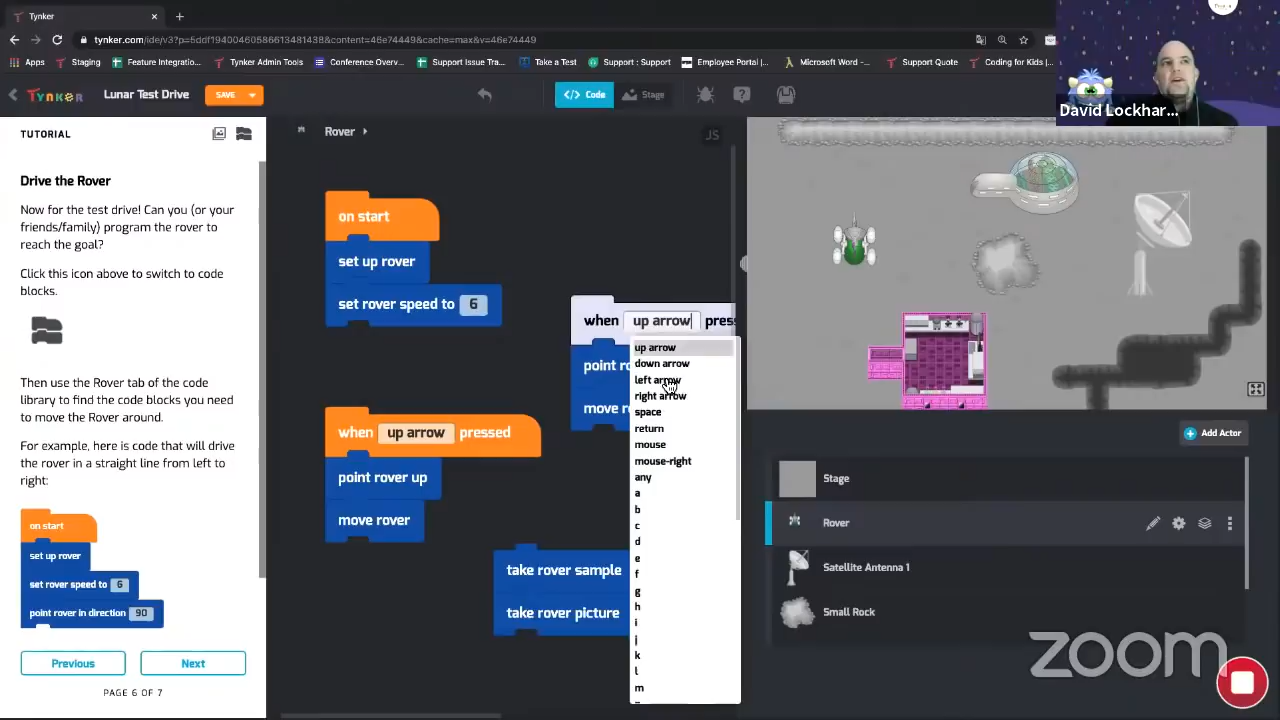 Tynker
tynker.com/ide/v3?p=5ddf19400460586613481438&content=46e74449&cache=max&v=46e74449
Apps
Staging
Feature Integratio...
Tynker Admin Tools
Conference Overv...
Support Issue Tra...
Take a Test
Support : Support
Employee Portal –...
Microsoft Word –...
Support Quote
Coding for Kids |...
David Lockhar...
TYNKER
Lunar Test Drive
SAVE
</> Code
Stage
TUTORIAL
Rover
JS
Drive the Rover
Now for the test drive! Can you (or your
friends/family) program the rover to
reach the goal?
Click this icon above to switch to code
blocks.
Then use the Rover tab of the code
library to find the code blocks you need
to move the Rover around.
For example, here is code that will drive
the rover in a straight line from left to
right:
on start
set up rover
set rover speed to 6
point rover in direction 90
Previous
Next
PAGE 6 OF 7
on start
set up rover
set rover speed to 6
when up arrow pressed
point rover up
move rover
when up arrow press
point ro
move ro
take rover sample
take rover picture
up arrow
down arrow
left arrow
right arrow
space
return
mouse
mouse-right
any
a
b
c
d
e
f
g
h
i
j
k
l
m
Add Actor
Stage
Rover
Satellite Antenna 1
Small Rock
zoom